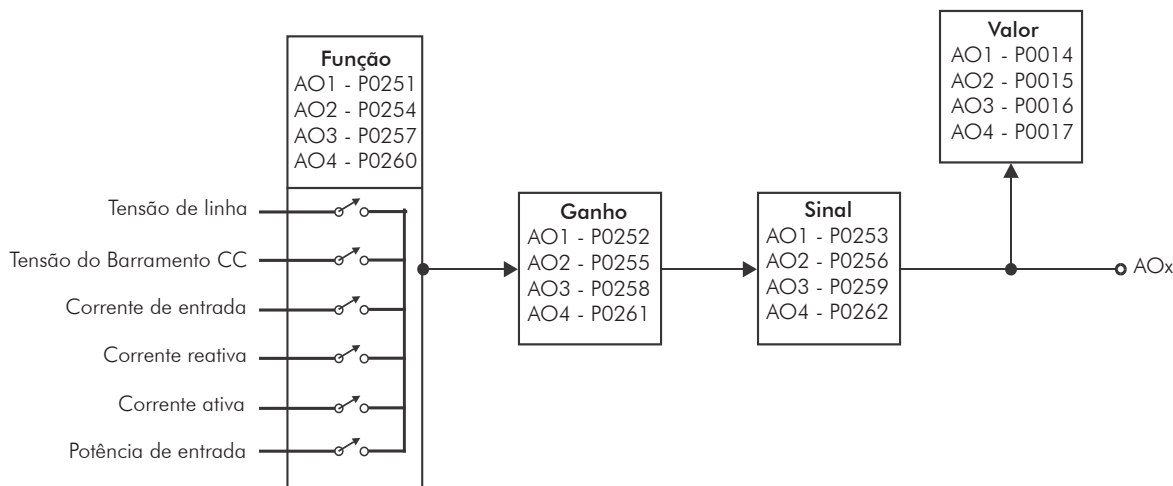 Função
AO1 - P0251
AO2 - P0254
AO3 - P0257
AO4 - P0260
Tensão de linha
Tensão do Barramento CC
Corrente de entrada
Corrente reativa
Corrente ativa
Potência de entrada
Ganho
AO1 - P0252
AO2 - P0255
AO3 - P0258
AO4 - P0261
Sinal
AO1 - P0253
AO2 - P0256
AO3 - P0259
AO4 - P0262
Valor
AO1 - P0014
AO2 - P0015
AO3 - P0016
AO4 - P0017
AOx